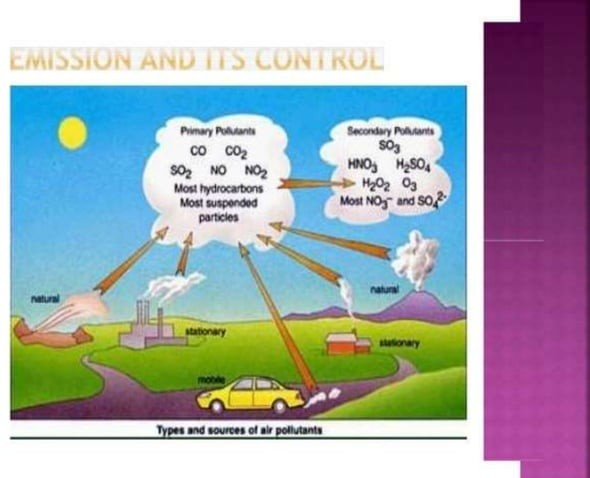 EMISSION AND ITS CONTROL
Primary Pollutants
CO CO₂
SO₂ NO NO₂
Most hydrocarbons
Most suspended
particles
Secondary Pollutants
SO₃
HNO₃ H₂SO₄
H₂O₂ O₃
Most NO₃⁻ and SO₄²⁻
natural
stationary
mobile
natural
stationary
Types and sources of air pollutants